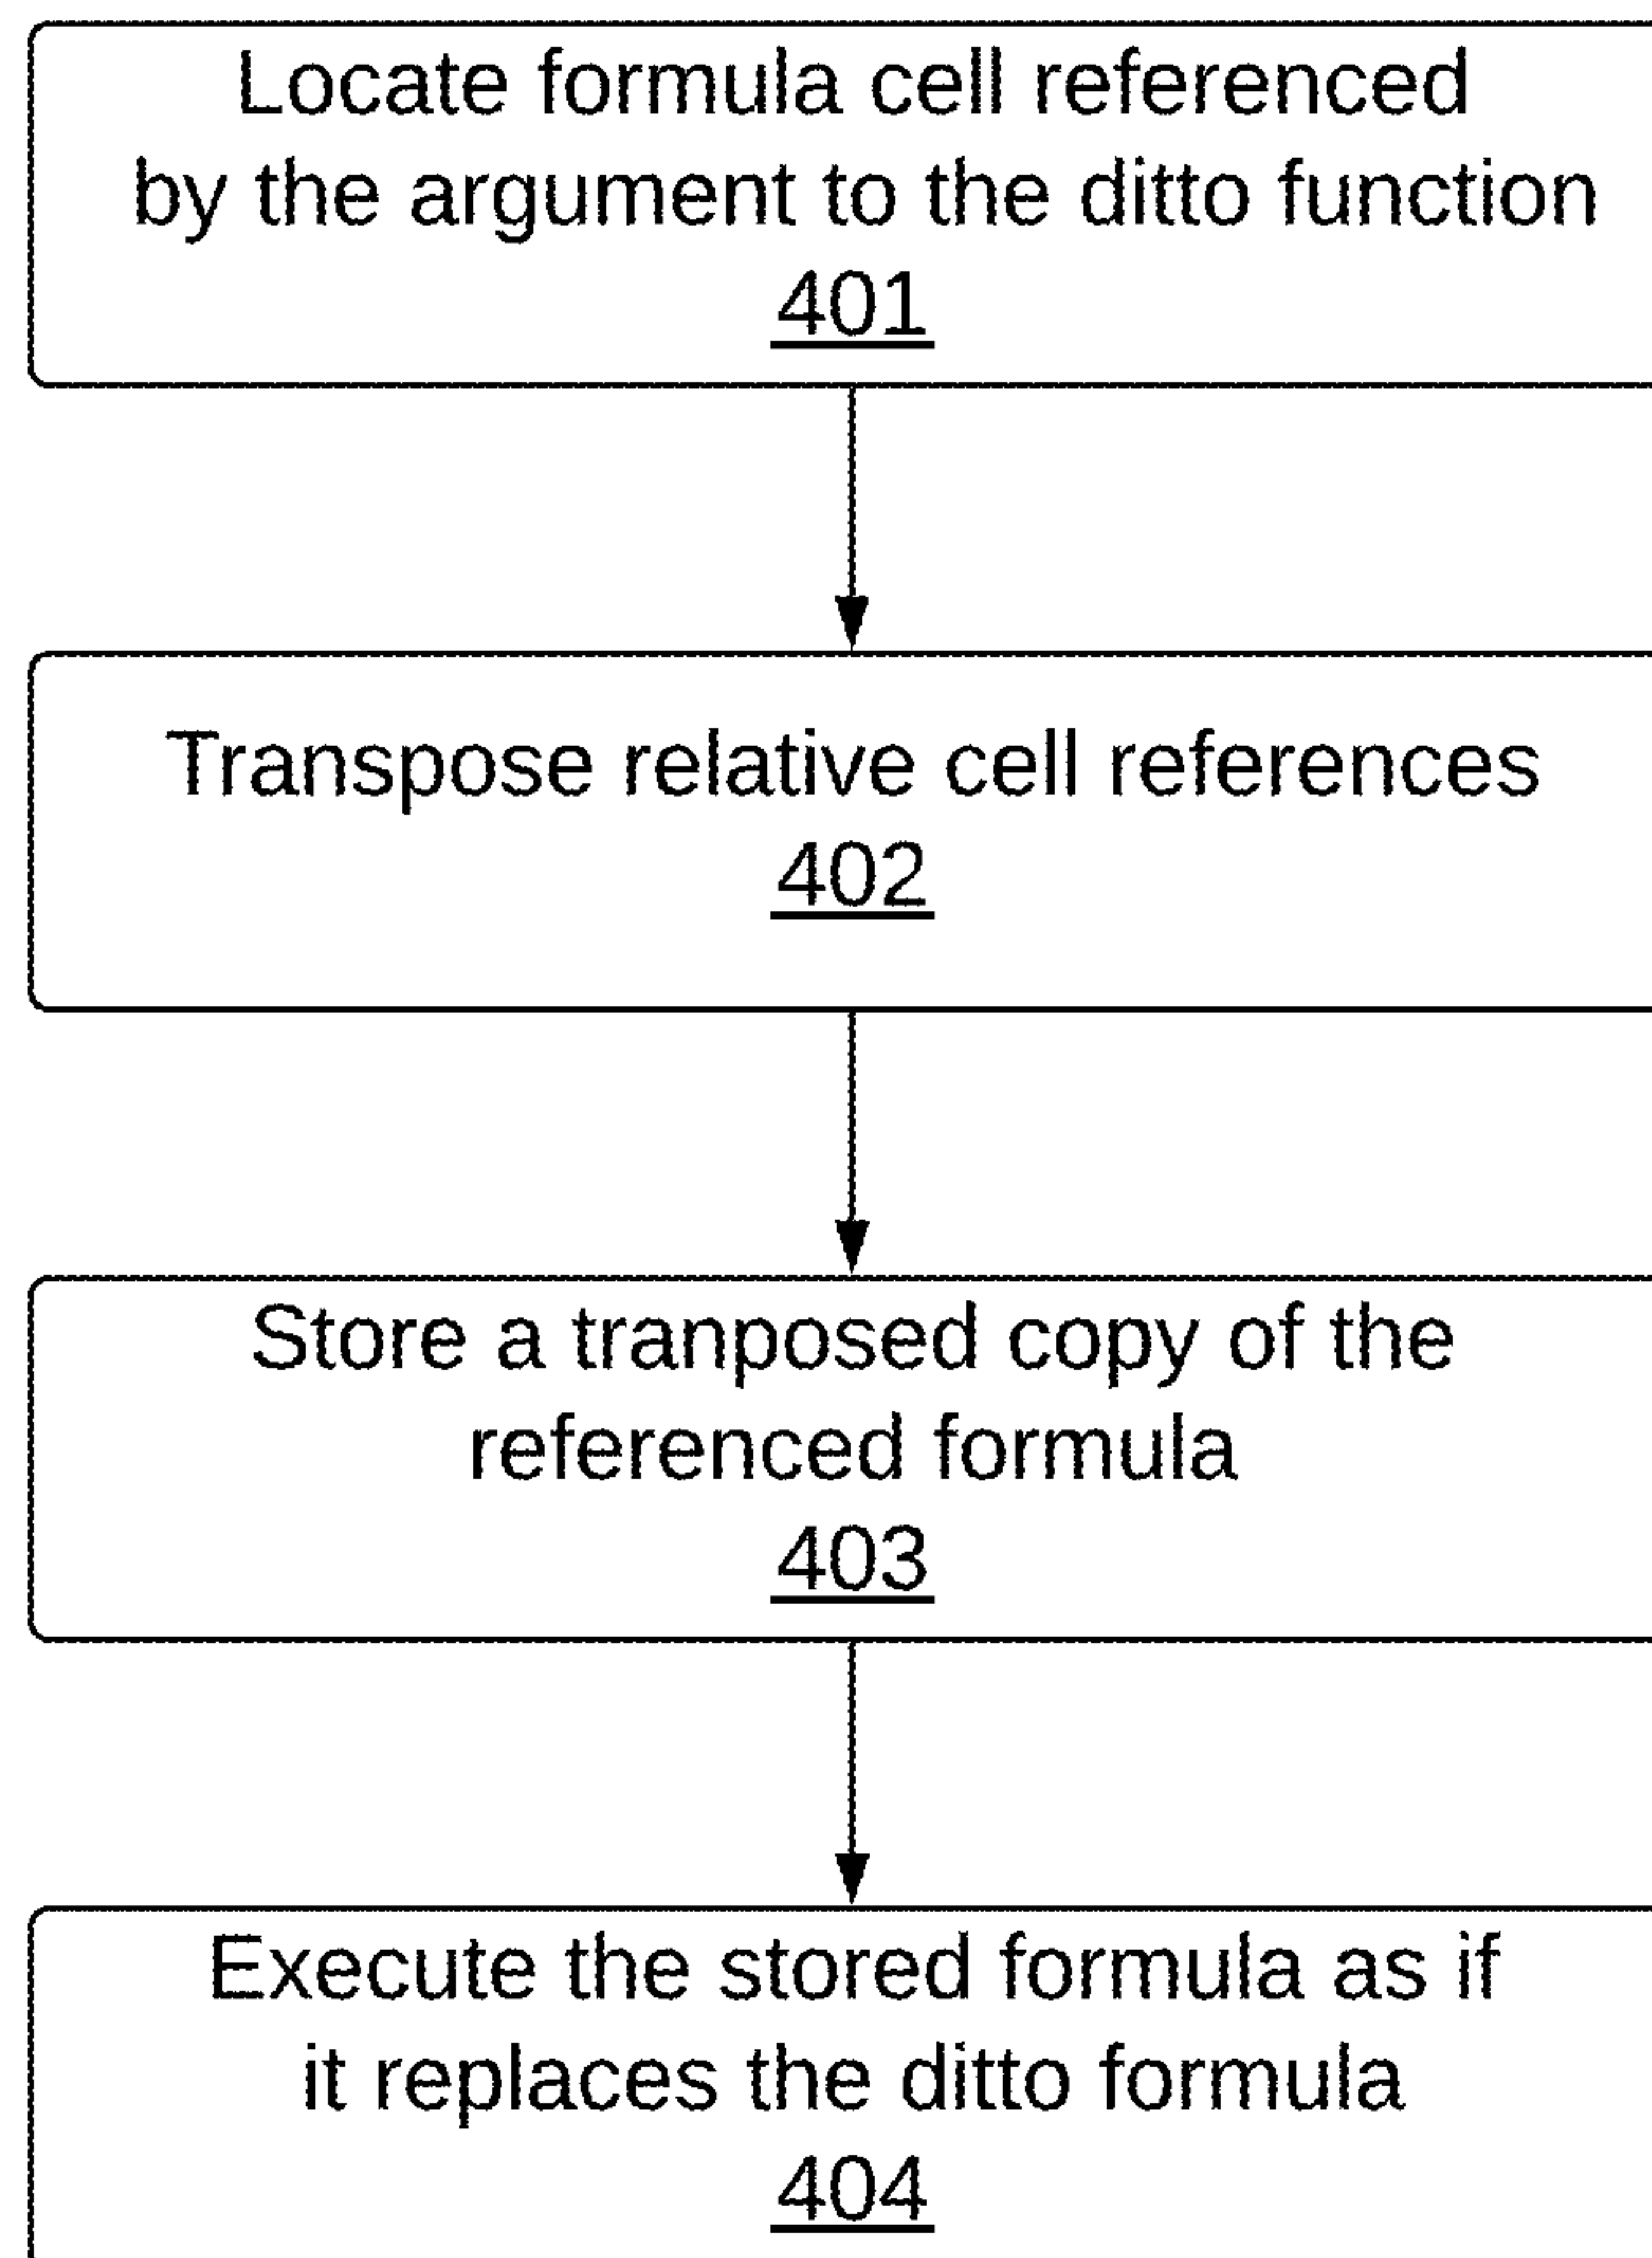 Locate formula cell referenced
by the argument to the ditto function
401
Transpose relative cell references
402
Store a tranposed copy of the
referenced formula
403
Execute the stored formula as if
it replaces the ditto formula
404